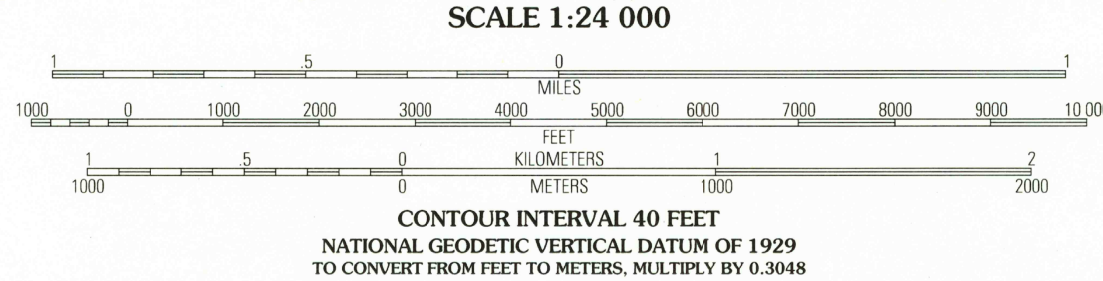 SCALE 1:24 000
1 .5 0 1
MILES
1000 0 1000 2000 3000 4000 5000 6000 7000 8000 9000 10 00
FEET
1 .5 0 KILOMETERS 1 2
1000 0 METERS 1000 2000
CONTOUR INTERVAL 40 FEET
NATIONAL GEODETIC VERTICAL DATUM OF 1929
TO CONVERT FROM FEET TO METERS, MULTIPLY BY 0.3048